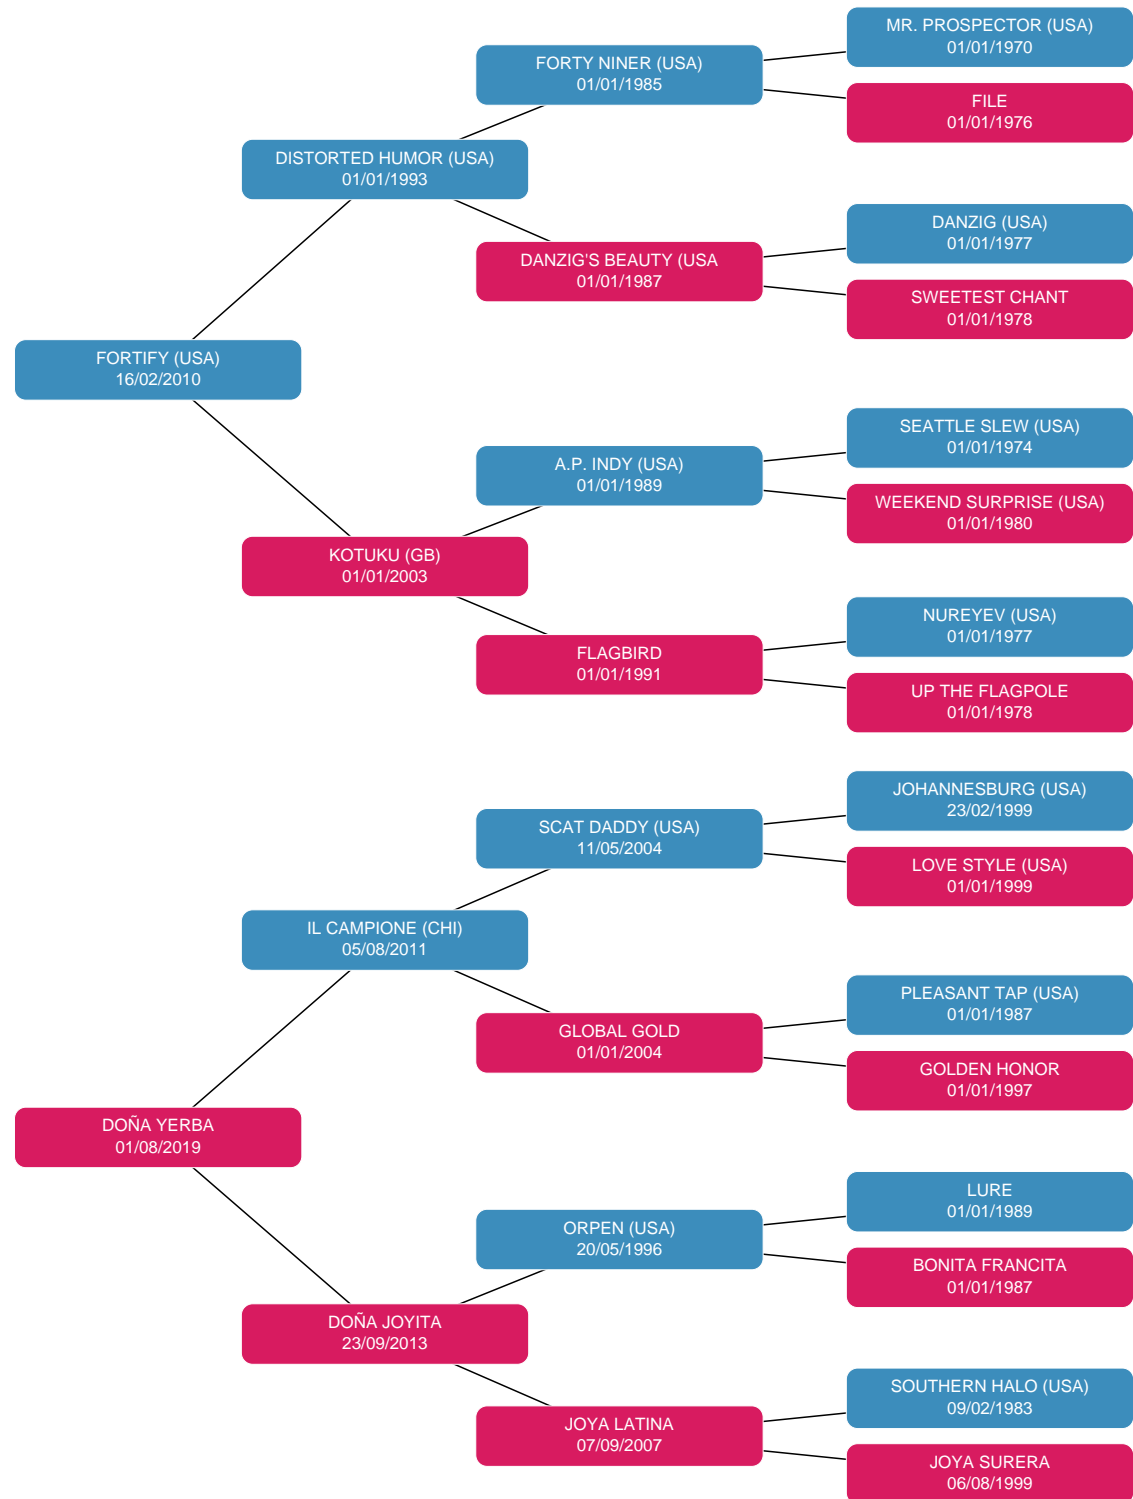 MR. PROSPECTOR (USA)
01/01/1970
FORTY NINER (USA)
01/01/1985
FILE
01/01/1976
DISTORTED HUMOR (USA)
01/01/1993
DANZIG (USA)
01/01/1977
DANZIG'S BEAUTY (USA
01/01/1987
SWEETEST CHANT
01/01/1978
FORTIFY (USA)
16/02/2010
SEATTLE SLEW (USA)
01/01/1974
A.P. INDY (USA)
01/01/1989
WEEKEND SURPRISE (USA)
01/01/1980
KOTUKU (GB)
01/01/2003
NUREYEV (USA)
01/01/1977
FLAGBIRD
01/01/1991
UP THE FLAGPOLE
01/01/1978
JOHANNESBURG (USA)
23/02/1999
SCAT DADDY (USA)
11/05/2004
LOVE STYLE (USA)
01/01/1999
IL CAMPIONE (CHI)
05/08/2011
PLEASANT TAP (USA)
01/01/1987
GLOBAL GOLD
01/01/2004
GOLDEN HONOR
01/01/1997
DOÑA YERBA
01/08/2019
LURE
01/01/1989
ORPEN (USA)
20/05/1996
BONITA FRANCITA
01/01/1987
DOÑA JOYITA
23/09/2013
SOUTHERN HALO (USA)
09/02/1983
JOYA LATINA
07/09/2007
JOYA SURERA
06/08/1999